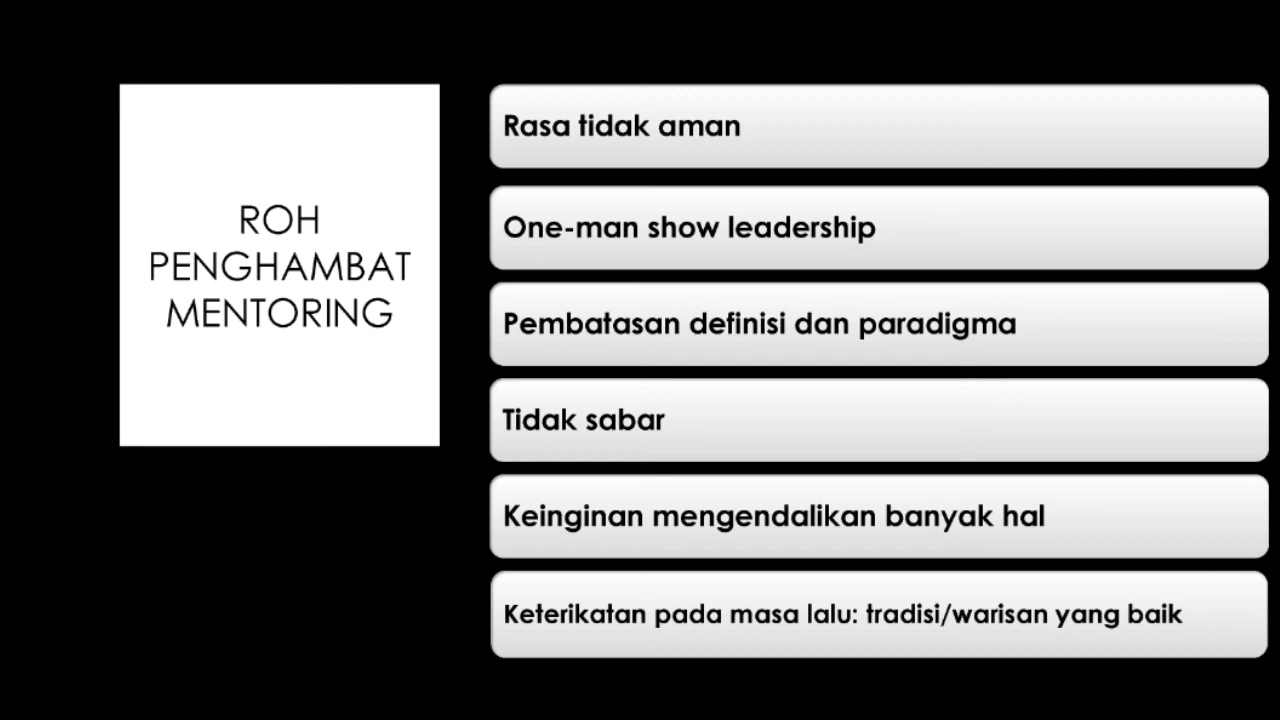 ROH
PENGHAMBAT
MENTORING
Rasa tidak aman
One-man show leadership
Pembatasan definisi dan paradigma
Tidak sabar
Keinginan mengendalikan banyak hal
Keterikatan pada masa lalu: tradisi/warisan yang baik